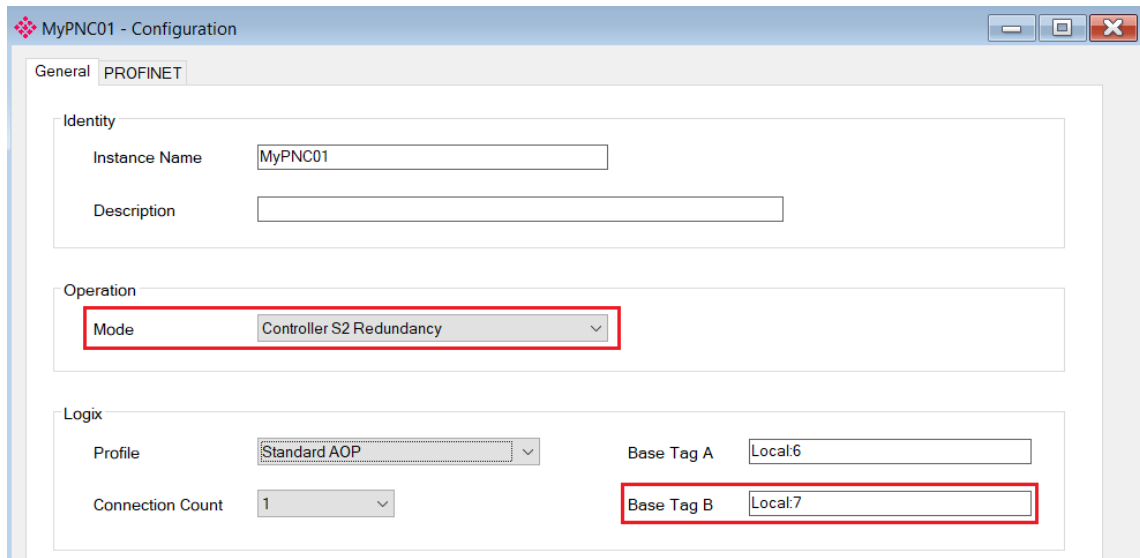 MyPNC01 - Configuration
General PROFINET
Identity
Instance Name MyPNC01
Description
Operation
Mode Controller S2 Redundancy
Logix
Profile Standard AOP Base Tag A Local:6
Connection Count 1 Base Tag B Local:7